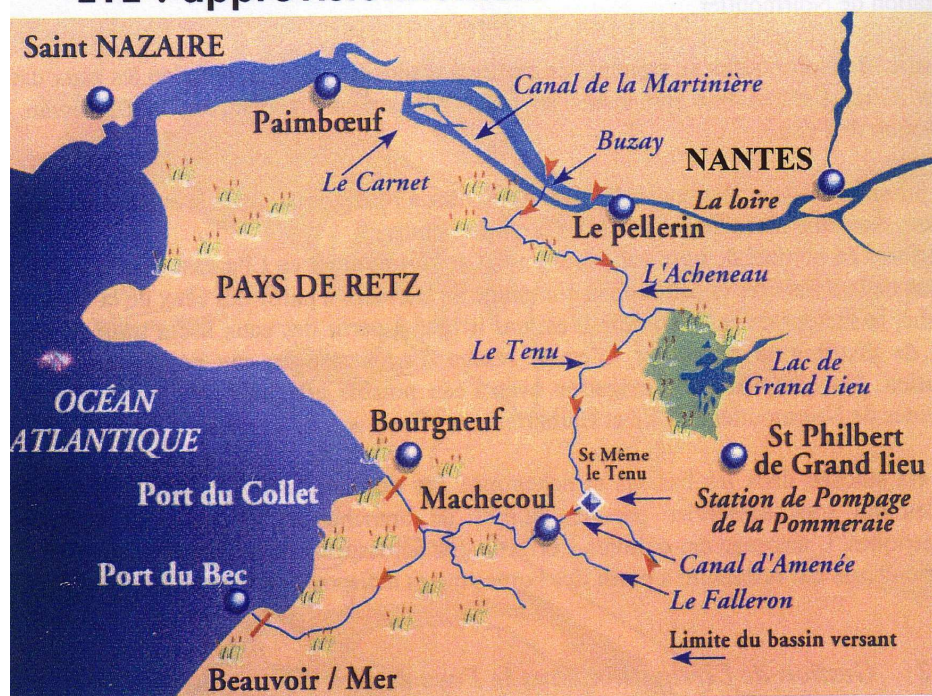 Saint NAZAIRE
Paimbœuf
Canal de la Martinière
Le Carnet
Buzay
NANTES
La loire
Le pellerin
PAYS DE RETZ
L'Acheneau
Le Tenu
Lac de
Grand Lieu
OCÉAN
ATLANTIQUE
Bourgneuf
St Philbert
de Grand lieu
St Même
le Tenu
Port du Collet
Machecoul
Station de Pompage
de la Pommeraie
Port du Bec
Canal d'Amenée
Le Falleron
Limite du bassin versant
Beauvoir / Mer